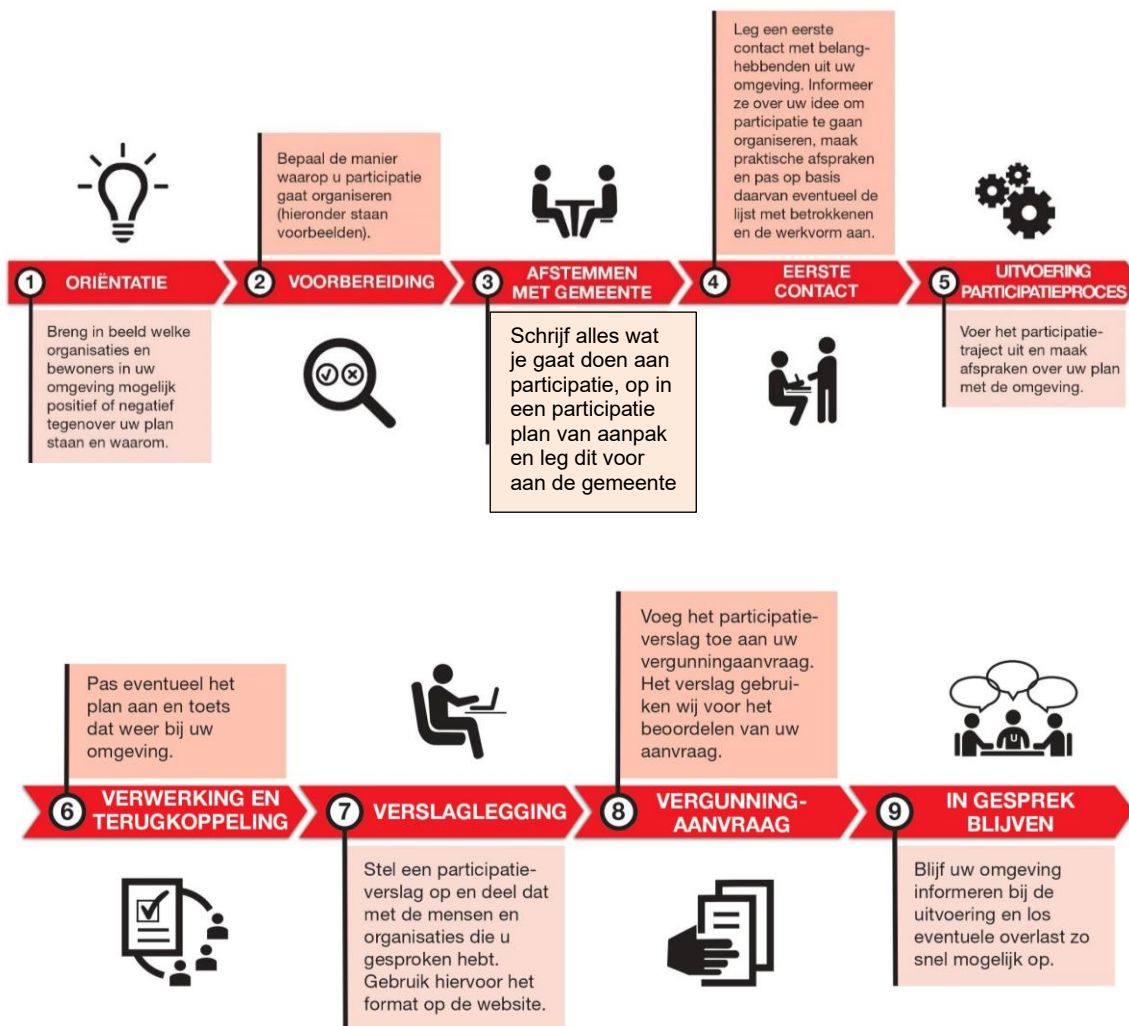 1
ORIËNTATIE
Breng in beeld welke
organisaties en
bewoners in uw
omgeving mogelijk
positief of negatief
tegenover uw plan
staan en waarom.
Bepaal de manier
waarop u participatie
gaat organiseren
(hieronder staan
voorbeelden).
2
VOORBEREIDING
3
AFSTEMMEN
MET GEMEENTE
Schrijf alles wat
je gaat doen aan
participatie, op in
een participatie
plan van aanpak
en leg dit voor
aan de gemeente
Leg een eerste
contact met belang-
hebbenden uit uw
omgeving. Informeer
ze over uw idee om
participatie te gaan
organiseren, maak
praktische afspraken
en pas op basis
daarvan eventueel de
lijst met betrokkenen
en de werkvorm aan.
4
EERSTE
CONTACT
5
UITVOERING
PARTICIPATIEPROCES
Voer het participatie-
traject uit en maak
afspraken over uw plan
met de omgeving.
Pas eventueel het
plan aan en toets
dat weer bij uw
omgeving.
6
VERWERKING EN
TERUGKOPPELING
7
VERSLAGLEGGING
Stel een participatie-
verslag op en deel dat
met de mensen en
organisaties die u
gesproken hebt.
Gebruik hiervoor het
format op de website.
Voeg het participatie-
verslag toe aan uw
vergunningaanvraag.
Het verslag gebrui-
ken wij voor het
beoordelen van uw
aanvraag.
8
VERGUNNING-
AANVRAAG
U
9
IN GESPREK
BLIJVEN
Blijf uw omgeving
informeren bij de
uitvoering en los
eventuele overlast zo
snel mogelijk op.